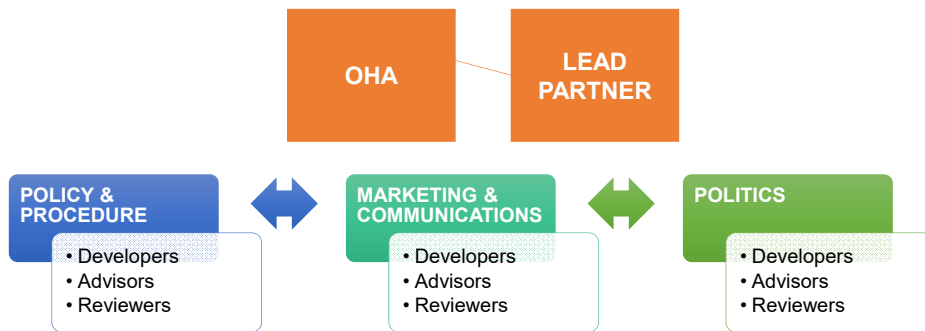 OHA
LEAD
PARTNER
POLICY &
PROCEDURE
• Developers
• Advisors
• Reviewers
MARKETING &
COMMUNICATIONS
• Developers
• Advisors
• Reviewers
POLITICS
• Developers
• Advisors
• Reviewers